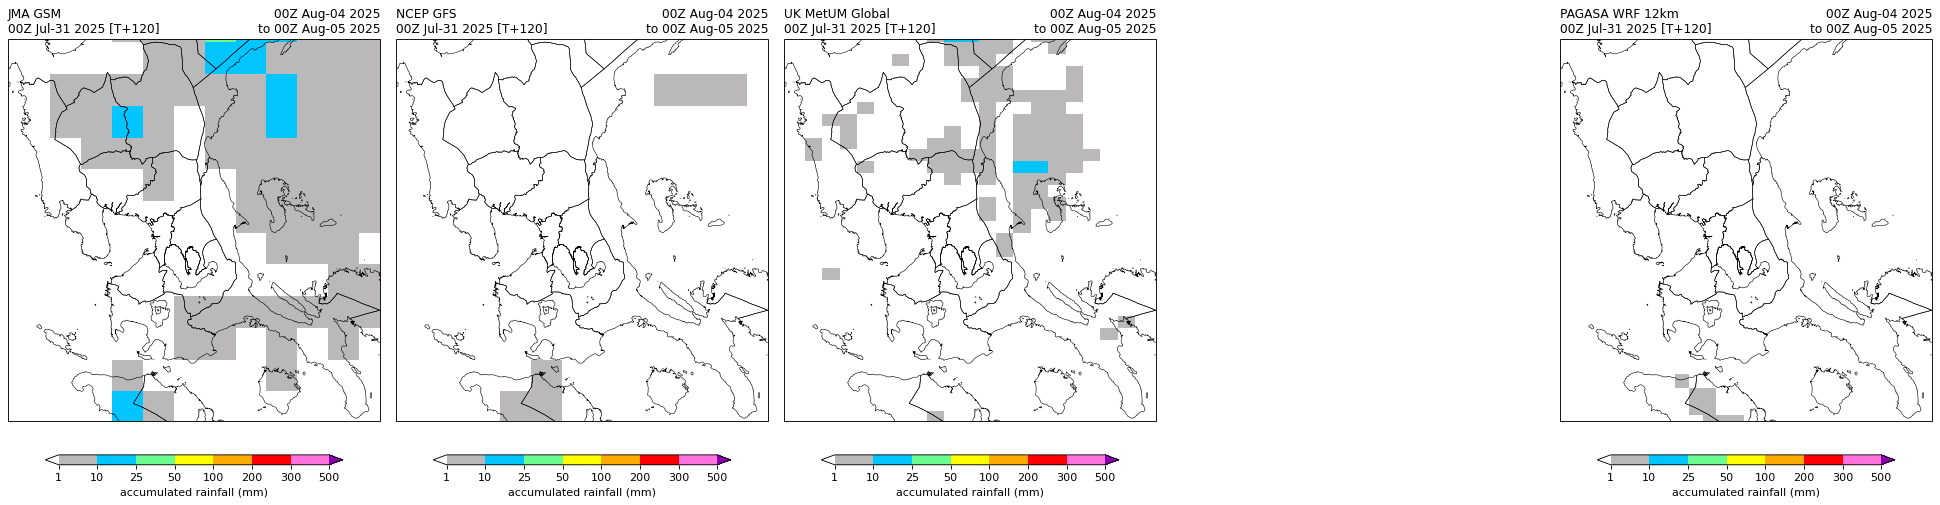 JMA GSM 00Z Aug-04 2025
00Z Jul-31 2025 [T+120] to 00Z Aug-05 2025
1 10 25 50 100 200 300 500
accumulated rainfall (mm)
NCEP GFS 00Z Aug-04 2025
00Z Jul-31 2025 [T+120] to 00Z Aug-05 2025
1 10 25 50 100 200 300 500
accumulated rainfall (mm)
UK MetUM Global 00Z Aug-04 2025
00Z Jul-31 2025 [T+120] to 00Z Aug-05 2025
1 10 25 50 100 200 300 500
accumulated rainfall (mm)
PAGASA WRF 12km 00Z Aug-04 2025
00Z Jul-31 2025 [T+120] to 00Z Aug-05 2025
1 10 25 50 100 200 300 500
accumulated rainfall (mm)